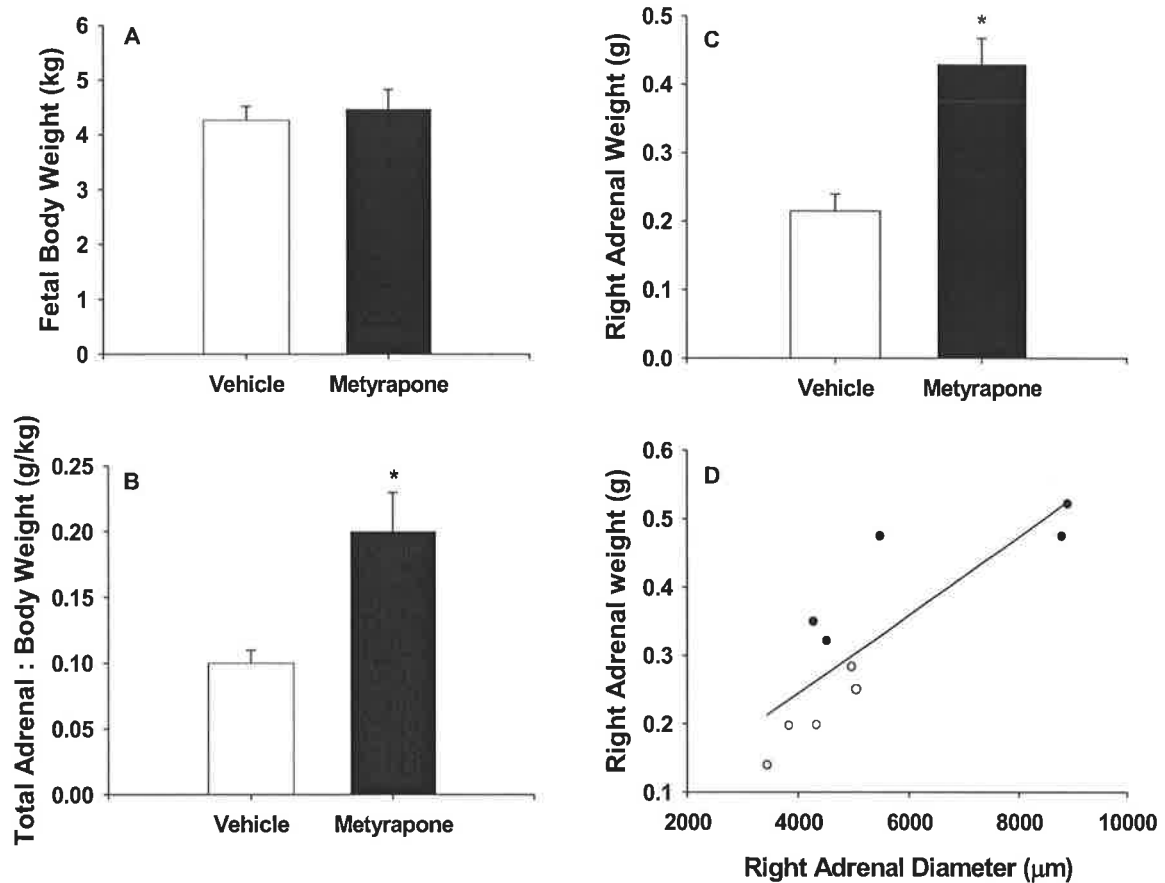 A
Fetal Body Weight (kg)
6
5
4
3
2
1
0
Vehicle Metyrapone
B
*
Total Adrenal : Body Weight (g/kg)
0.25
0.20
0.15
0.10
0.05
0.00
Vehicle Metyrapone
C
*
Right Adrenal Weight (g)
0.5
0.4
0.3
0.2
0.1
0.0
Vehicle Metyrapone
D
Right Adrenal weight (g)
0.6
0.5
0.4
0.3
0.2
0.1
2000 4000 6000 8000 10000
Right Adrenal Diameter (μm)